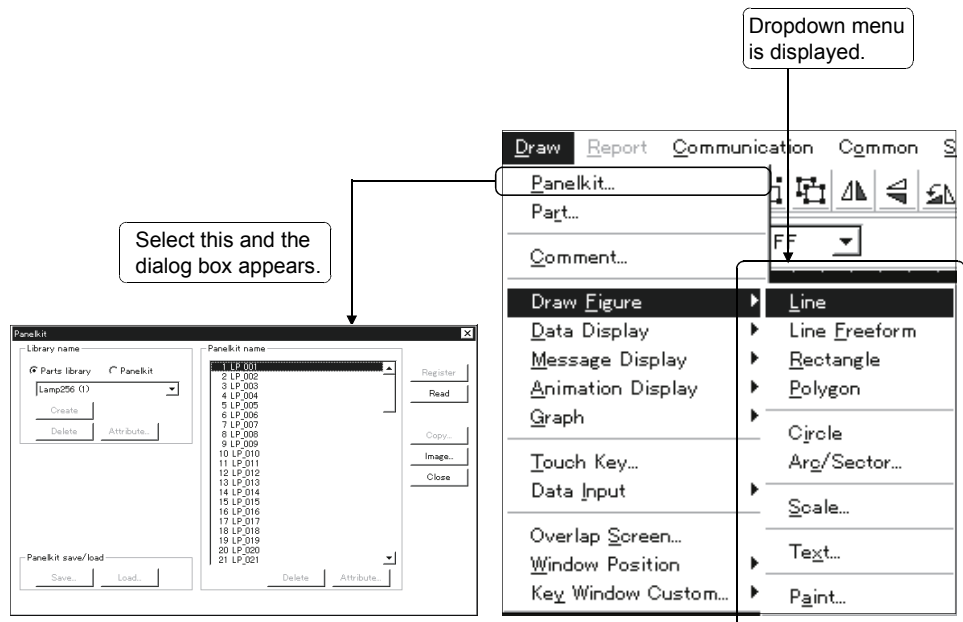 Dropdown menu
is displayed.
Draw Report Communication Common S
Panelkit...
Part...
Comment...
FF
Draw Figure
Data Display
Message Display
Animation Display
Graph
Touch Key...
Data Input
Overlap Screen...
Window Position
Key Window Custom...
Line
Line Freeform
Rectangle
Polygon
Circle
Arc/Sector...
Scale...
Text...
Paint...
Select this and the
dialog box appears.
Panelkit
Library name
Parts library Panelkit
Lamp256 (1)
Create
Delete Attribute...
Panelkit save/load
Save... Load...
Panelkit name
1 LP_001
2 LP_002
3 LP_003
4 LP_004
5 LP_005
6 LP_006
7 LP_007
8 LP_008
9 LP_009
10 LP_010
11 LP_011
12 LP_012
13 LP_013
14 LP_014
15 LP_015
16 LP_016
17 LP_017
18 LP_018
19 LP_019
20 LP_020
21 LP_021
Delete Attribute...
Register
Read
Copy...
Image...
Close